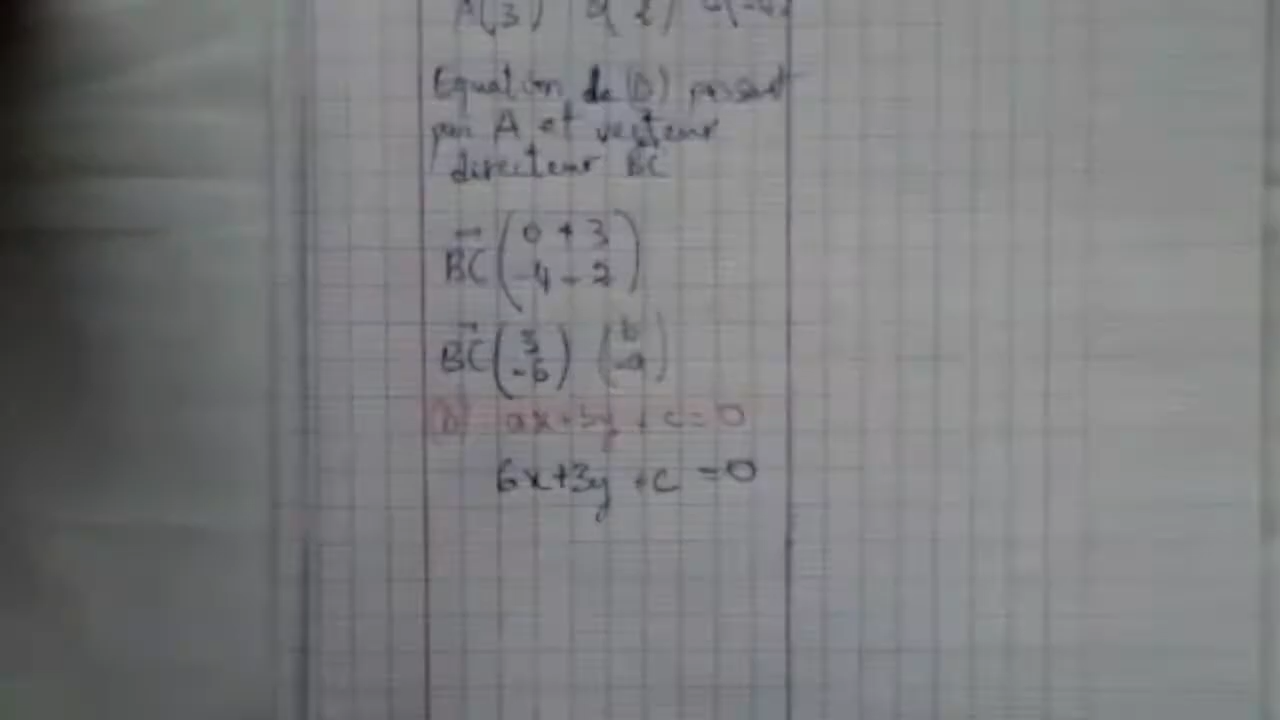 A(3)
Equation de (D) passant
par A et vecteur
directeur BC
BC ( 0 + 3
-4 - 2 )
BC ( 3
-6 ) ( b
-a )
(D) ax+by + c = 0
6x+3y + c = 0